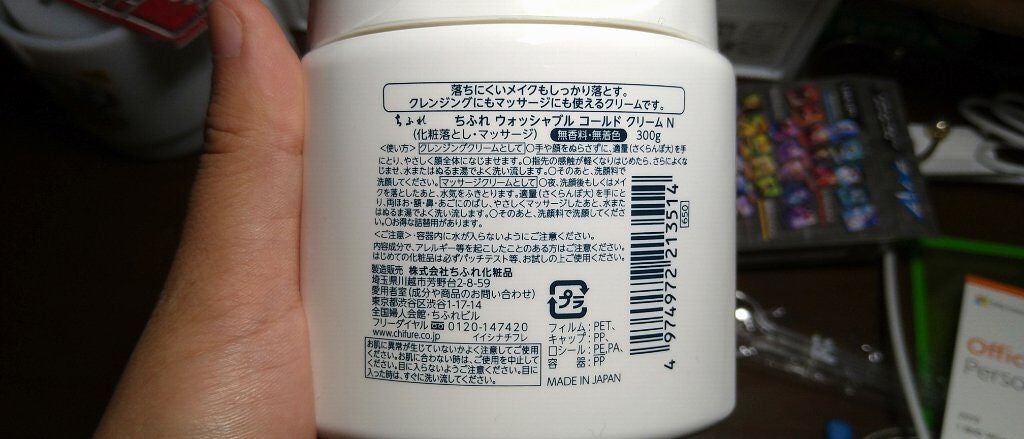 落ちにくいメイクもしっかり落とす。
クレンジングにもマッサージにも使えるクリームです。
ちふれ ちふれ ウォッシャブル コールド クリーム N
(化粧落とし・マッサージ) 無香料・無着色 300g
<使い方> クレンジングクリームとして ○手や顔をぬらさずに、適量(さくらんぼ大)を手
にとり、やさしく顔全体になじませます。○指先の感触が軽くなりはじめたら、さらによくな
じませ、水またはぬるま湯でよく洗い流します。○そのあと、洗顔料で
洗顔してください。マッサージクリームとして ○夜、洗顔後もしくはメイ
クを落としたあと、水気をふきとります。適量(さくらんぼ大)を手にと
り、両ほお・額・鼻・あごにのばし、やさしくマッサージしたあと、水また
はぬるま湯でよく洗い流します。○そのあと、洗顔料で洗顔してくださ
い。○お得な詰替用があります。
<ご注意>・容器内に水が入らないようにご注意ください。
内容成分で、アレルギー等を起こしたことのある方はご注意ください。
はじめての化粧品は必ずパッチテスト等、お試しの上ご使用ください。
製造販売 株式会社ちふれ化粧品
埼玉県川越市芳野台2-8-59
愛用者室(成分や商品のお問い合わせ)
東京都渋谷区渋谷1-17-14
全国婦人会館・ちふれビル
フリーダイヤル 0120-147420
www.chifure.co.jp イイシナチフレ
お肌に異常が生じていないかよく注意してご使用
ください。お肌に合わない時は、ご使用を中止して
ください。目に入らないようご注意ください。目に
入った時は、すぐに洗い流してください。
プラ
フィルム:PET、
キャップ:PP、
ロシール:PE,PA、
容 器:PP
MADE IN JAPAN
650
4 974972 213514
Office
Perso